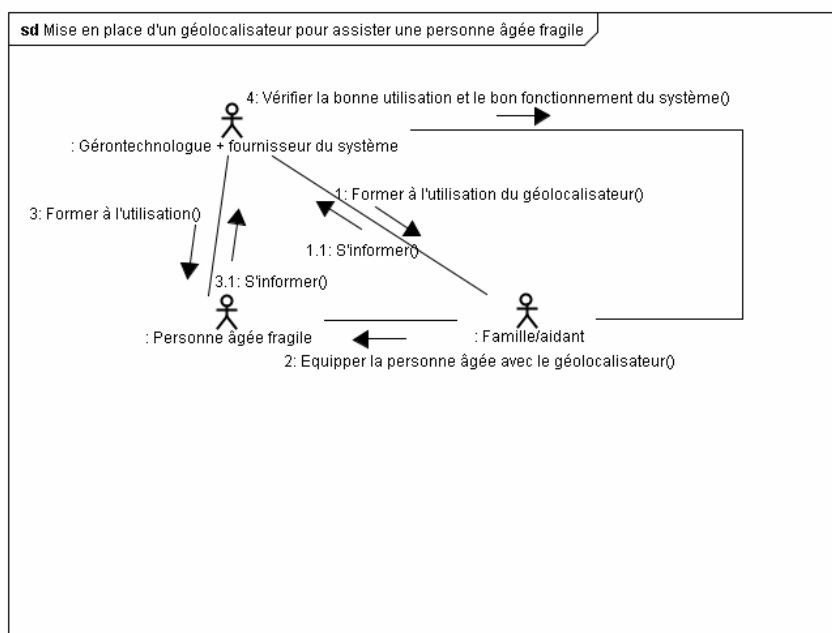 sd Mise en place d'un géolocalisateur pour assister une personne âgée fragile
4: Vérifier la bonne utilisation et le bon fonctionnement du système()
: Gérontechnologue + fournisseur du système
1: Former à l'utilisation du géolocalisateur()
3: Former à l'utilisation()
1.1: S'informer()
3.1: S'informer()
: Personne âgée fragile
: Famille/aidant
2: Equipper la personne âgée avec le géolocalisateur()